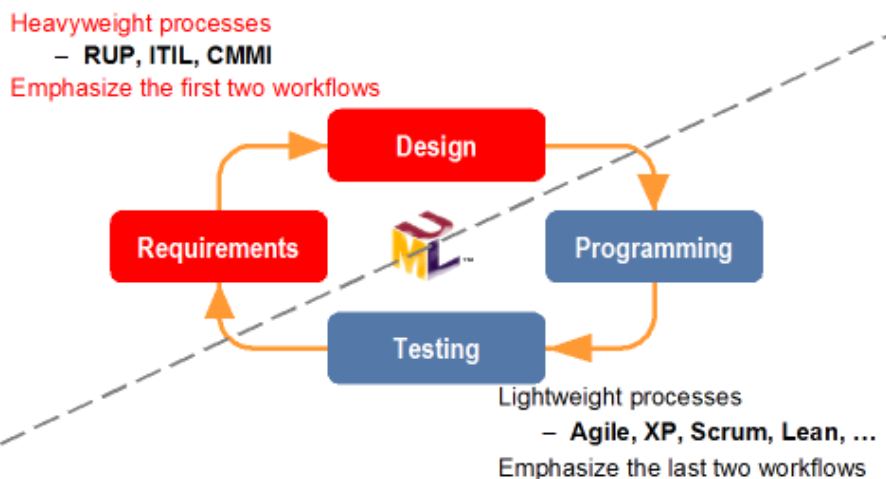 Heavyweight processes
– RUP, ITIL, CMMI
Emphasize the first two workflows
Design
Requirements
UML™
Programming
Testing
Lightweight processes
– Agile, XP, Scrum, Lean, ...
Emphasize the last two workflows